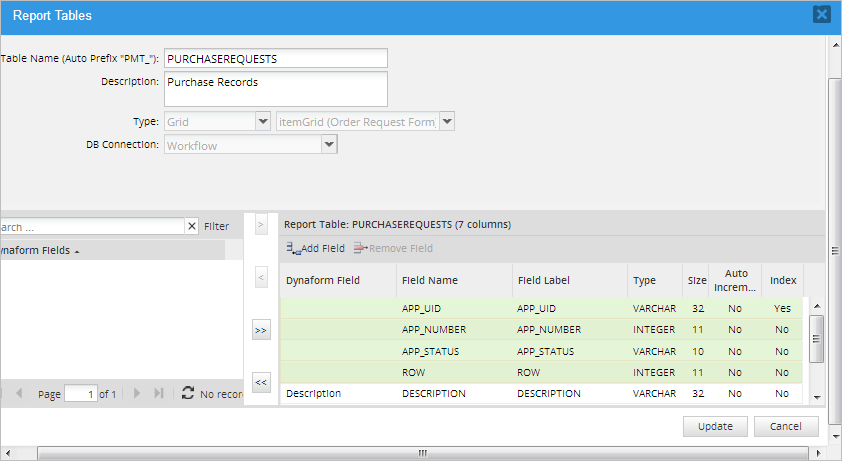 Report Tables
Table Name (Auto Prefix "PMT_"): PURCHASEREQUESTS
Description: Purchase Records
Type: Grid itemGrid (Order Request Form
DB Connection: Workflow
arch ... Filter
ynaform Fields
> 
<
>>
<<
Page 1 of 1 No recor
Report Table: PURCHASEREQUESTS (7 columns)
Add Field Remove Field
Dynaform Field Field Name Field Label Type Size Auto Increm... Index
APP_UID APP_UID VARCHAR 32 No Yes
APP_NUMBER APP_NUMBER INTEGER 11 No No
APP_STATUS APP_STATUS VARCHAR 10 No No
ROW ROW INTEGER 11 No No
Description DESCRIPTION DESCRIPTION VARCHAR 32 No No
Update Cancel